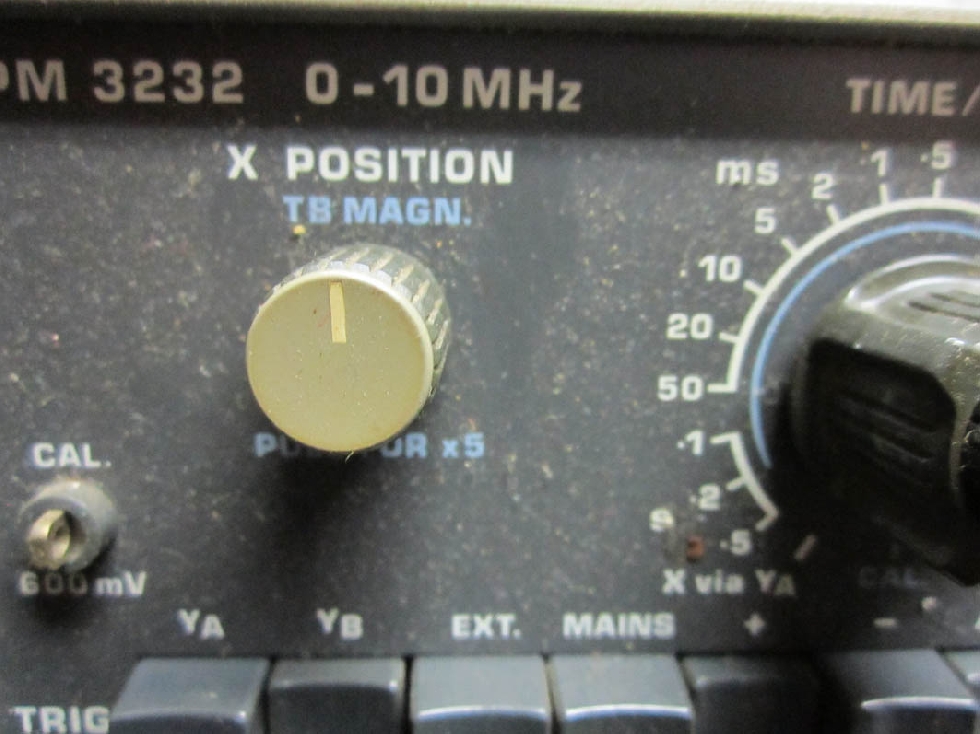 PM 3232 0-10 MHz
TIME/
X POSITION
TB MAGN.
x5
CAL.
600 mV
ms
.5
1
2
5
10
20
50
.1
.2
s
.5
X via YA
CAL.
YA YB EXT. MAINS + -
TRIG